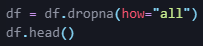 df = df.dropna(how="all")
df.head()